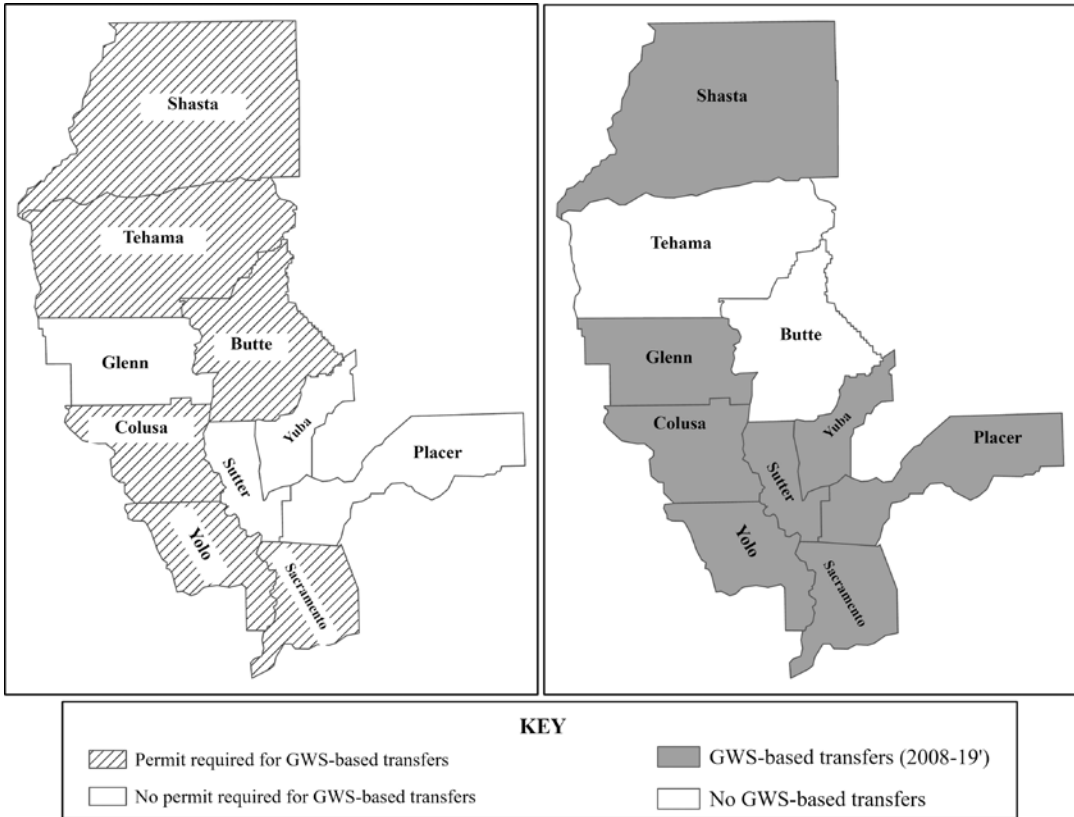 Shasta
Tehama
Butte
Glenn
Colusa
Yuba
Placer
Sutter
Yolo
Sacramento
Shasta
Tehama
Butte
Glenn
Colusa
Yuba
Placer
Sutter
Yolo
Sacramento
KEY
Permit required for GWS-based transfers
No permit required for GWS-based transfers
GWS-based transfers (2008-19')
No GWS-based transfers